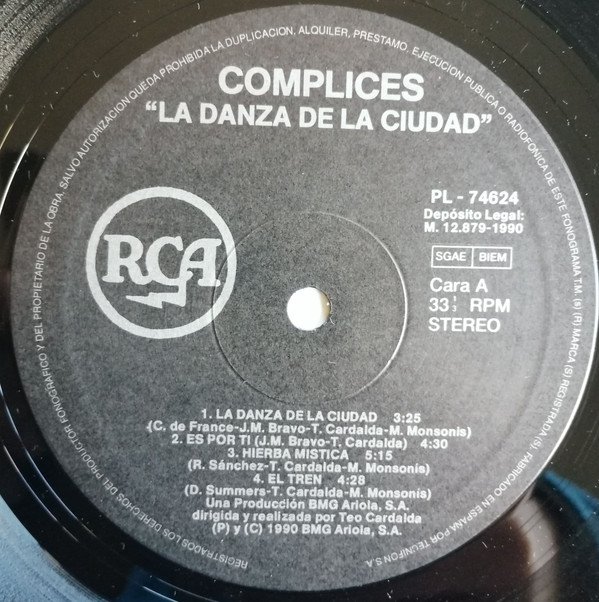 SALVO AUTORIZACION QUEDA PROHIBIDA LA DUPLICACION, ALQUILER, PRESTAMO, EJECUCION PUBLICA O RADIOFONICA DE ESTE FONOGRAMA T.M. (s) (R) MARCA (S) REGISTRADA (S). FABRICADO EN ESPAÑA POR TECNIFON S.A.
COMPLICES
"LA DANZA DE LA CIUDAD"
PL - 74624
Depósito Legal:
M. 12.879-1990
SGAE BIEM
RCA
Cara A
33 1/3 RPM
STEREO
1. LA DANZA DE LA CIUDAD 3:25
(C. de France-J.M. Bravo-T. Cardalda-M. Monsonis)
2. ES POR TI (J.M. Bravo-T. Cardalda) 4:30
3. HIERBA MISTICA 5:15
(R. Sánchez-T. Cardalda-M. Monsonis)
4. EL TREN 4:28
(D. Summers-T. Cardalda-M. Monsonis)
Una Producción BMG Ariola, S.A.
dirigida y realizada por Teo Cardalda
(P) y (C) 1990 BMG Ariola, S.A.
REGISTRADOS LOS DERECHOS DEL PRODUCTOR FONOGRAFICO Y DEL PROPIETARIO DE LA OBRA.